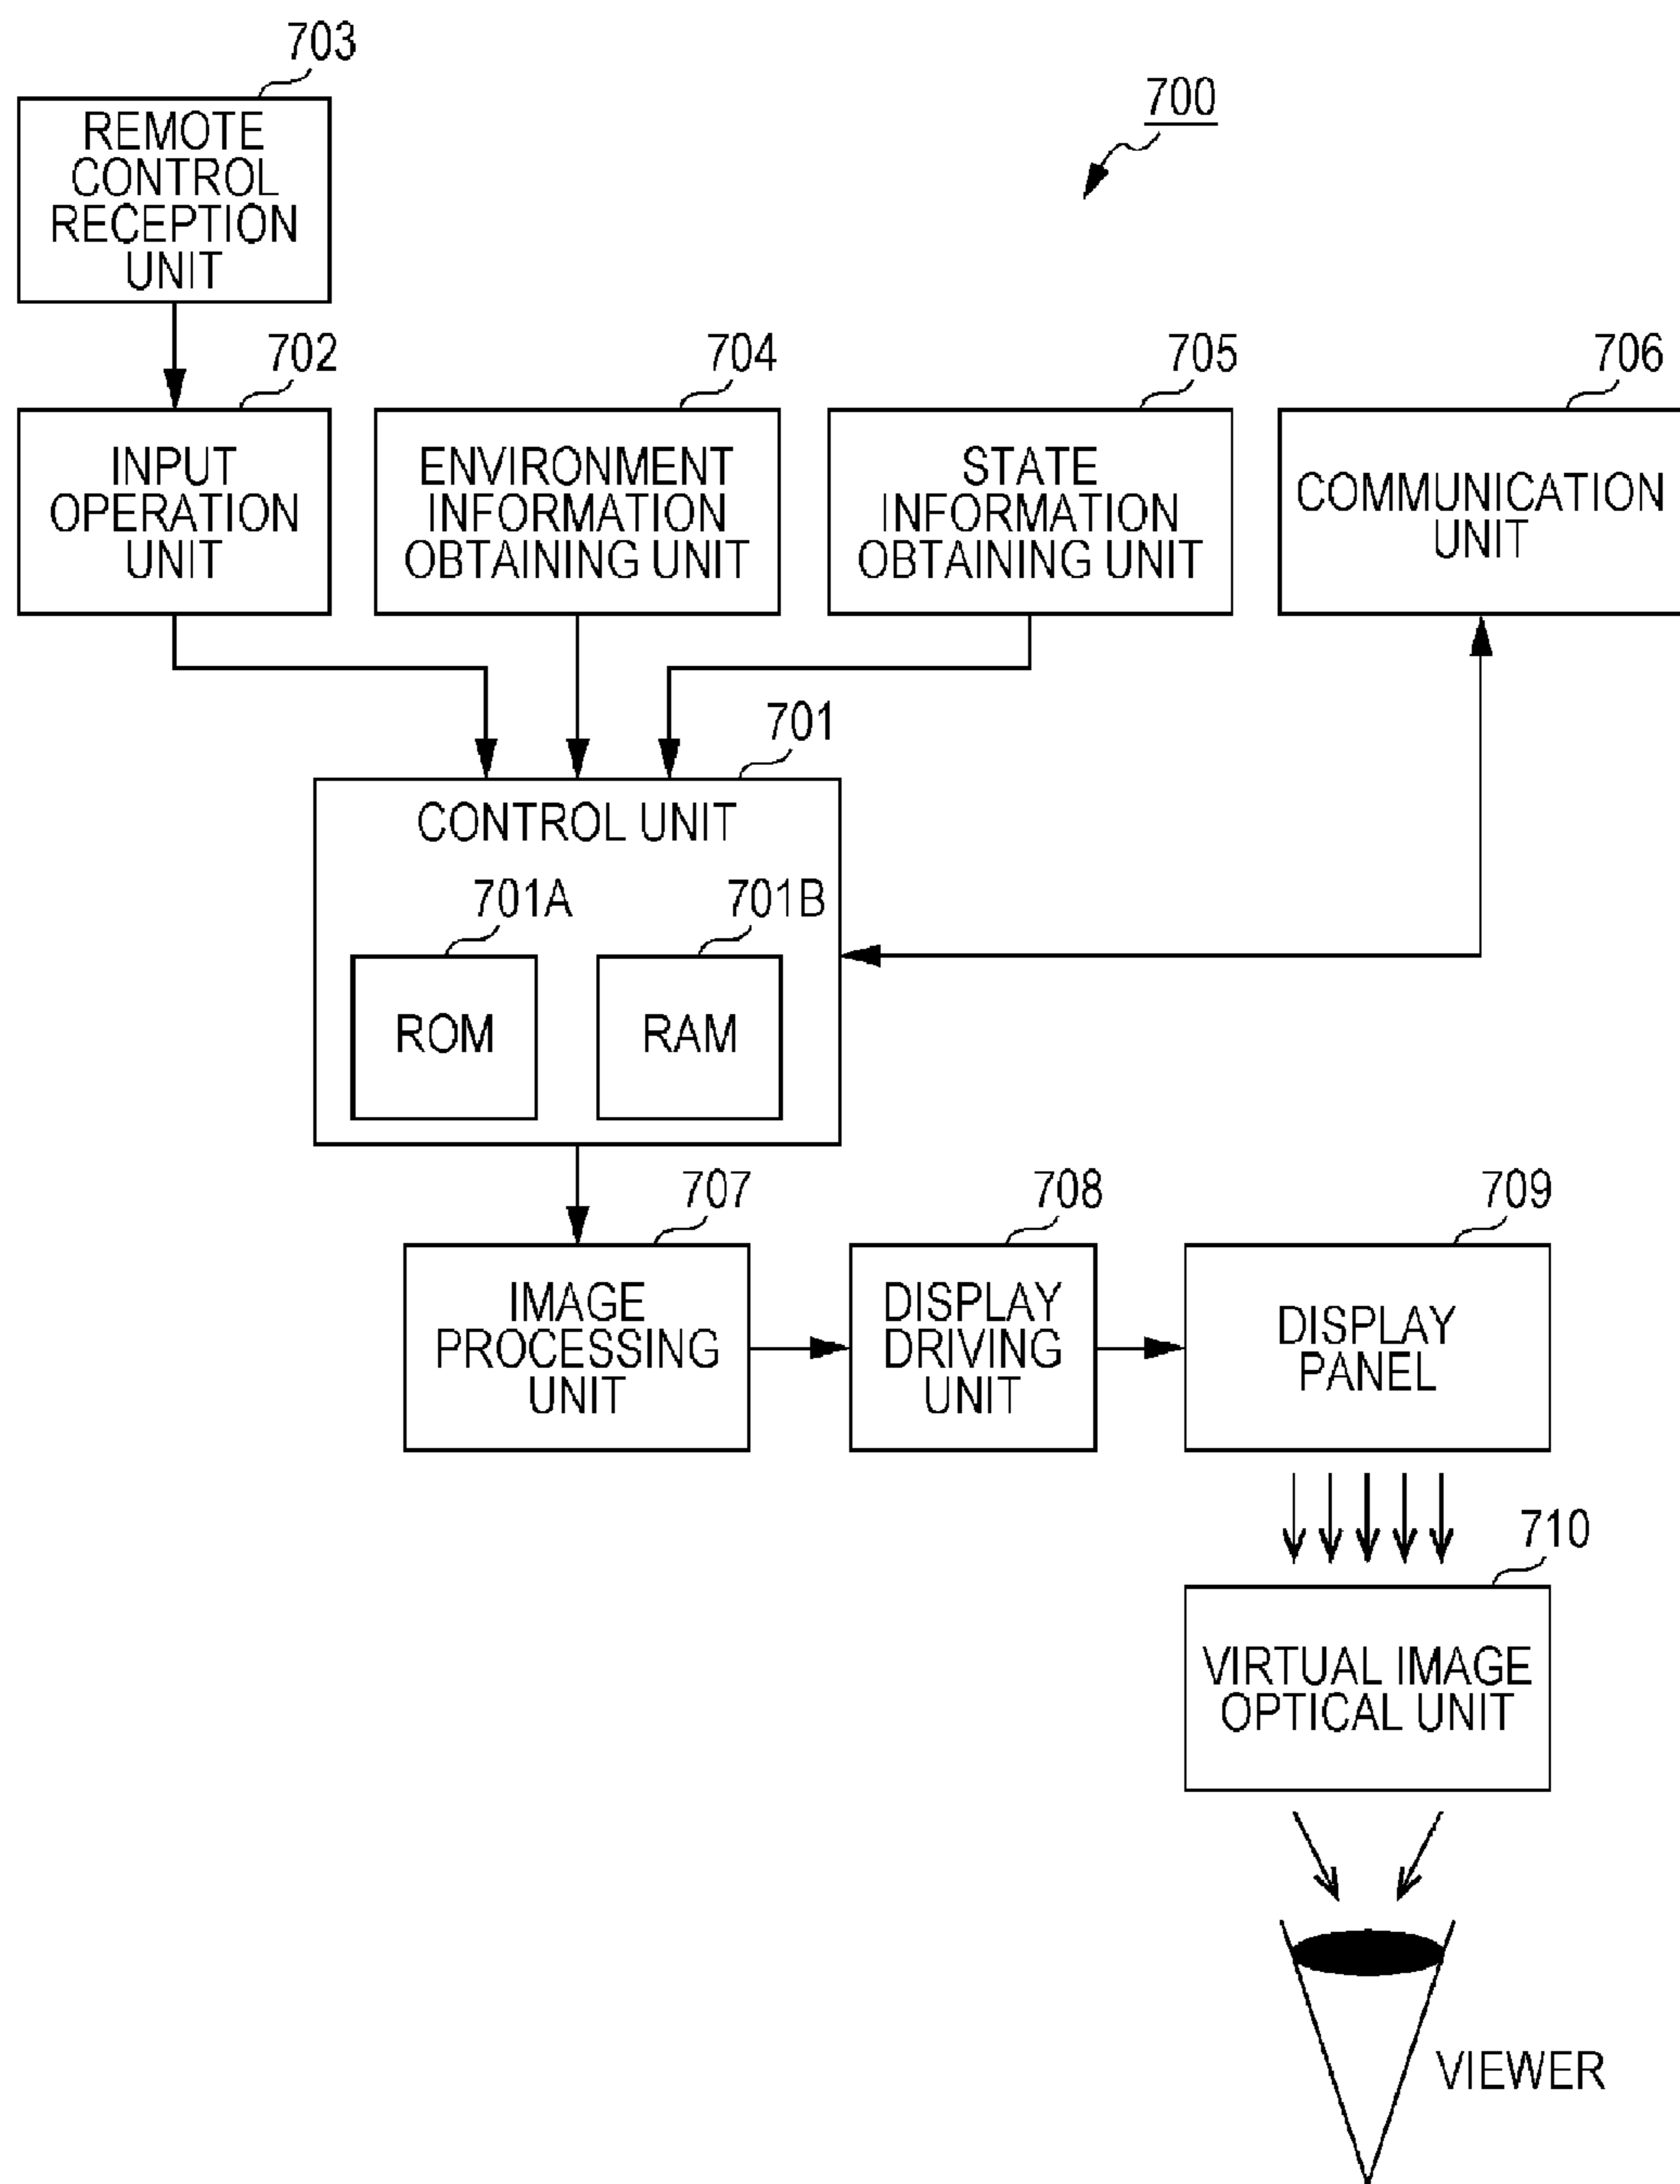 703
REMOTE
CONTROL
RECEPTION
UNIT
700
702
INPUT
OPERATION
UNIT
704
ENVIRONMENT
INFORMATION
OBTAINING UNIT
705
STATE
INFORMATION
OBTAINING UNIT
706
COMMUNICATION
UNIT
701
CONTROL UNIT
701A
ROM
701B
RAM
707
IMAGE
PROCESSING
UNIT
708
DISPLAY
DRIVING
UNIT
709
DISPLAY
PANEL
710
VIRTUAL IMAGE
OPTICAL UNIT
VIEWER